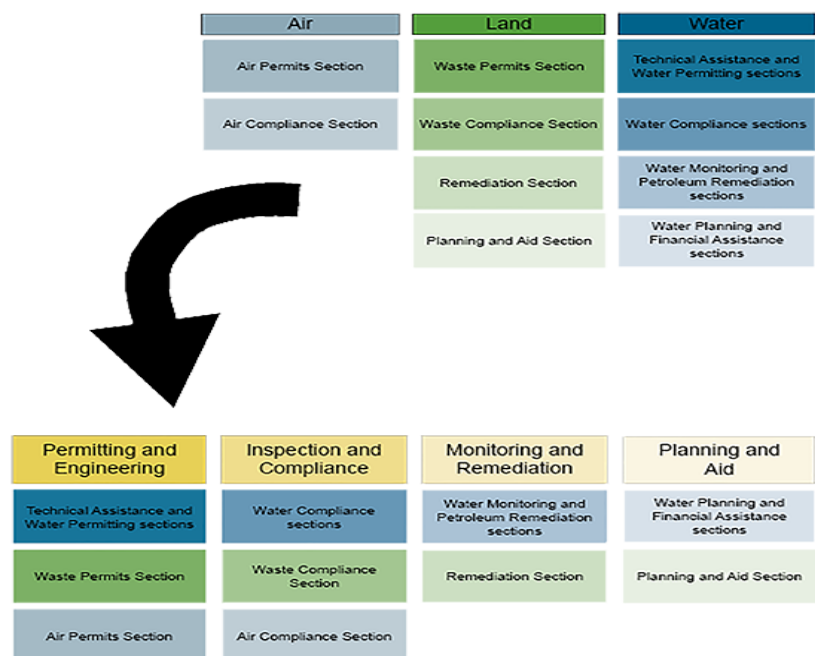 Air
Land
Water
Air Permits Section
Waste Permits Section
Technical Assistance and
Water Permitting sections
Air Compliance Section
Waste Compliance Section
Water Compliance sections
Remediation Section
Water Monitoring and
Petroleum Remediation
sections
Planning and Aid Section
Water Planning and
Financial Assistance
sections
Permitting and
Engineering
Inspection and
Compliance
Monitoring and
Remediation
Planning and
Aid
Technical Assistance and
Water Permitting sections
Water Compliance
sections
Water Monitoring and
Petroleum Remediation
sections
Water Planning and
Financial Assistance
sections
Waste Permits Section
Waste Compliance
Section
Remediation Section
Planning and Aid Section
Air Permits Section
Air Compliance Section